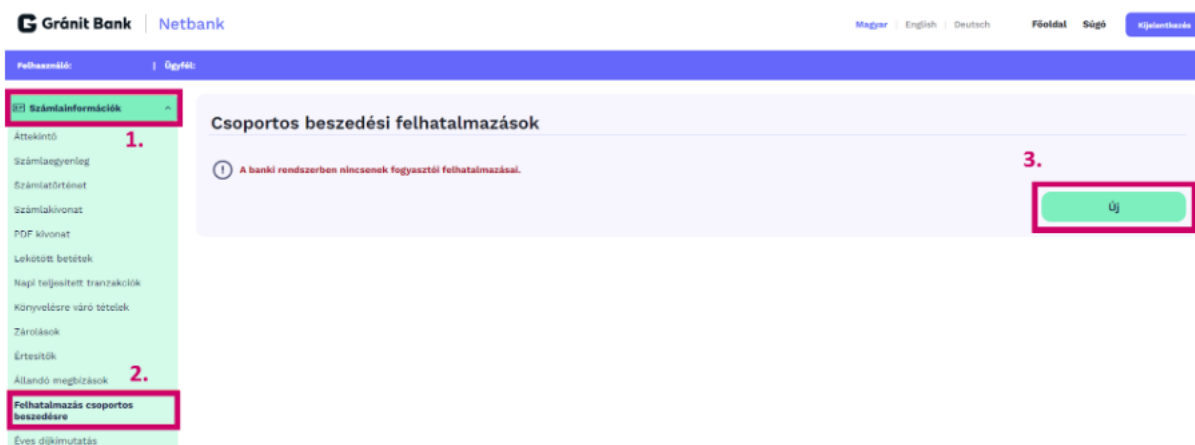 Gránit Bank | Netbank
Magyar | English | Deutsch
Főoldal Súgó Kijelentkezés
Felhasználó: | Ügyfél:
Számlainformációk
1.
Áttekintő
Számlaegyenleg
Számlatörténet
Számlakivonat
PDF kivonat
Lekötött betétek
Napi teljesített tranzakciók
Könyvelésre váró tételek
Zárolások
Értesítők
Állandó megbízások
2.
Felhatalmazás csoportos
beszedésre
Éves díjkimutatás
Csoportos beszedési felhatalmazások
A banki rendszerben nincsenek fogyasztói felhatalmazásai.
3.
Új